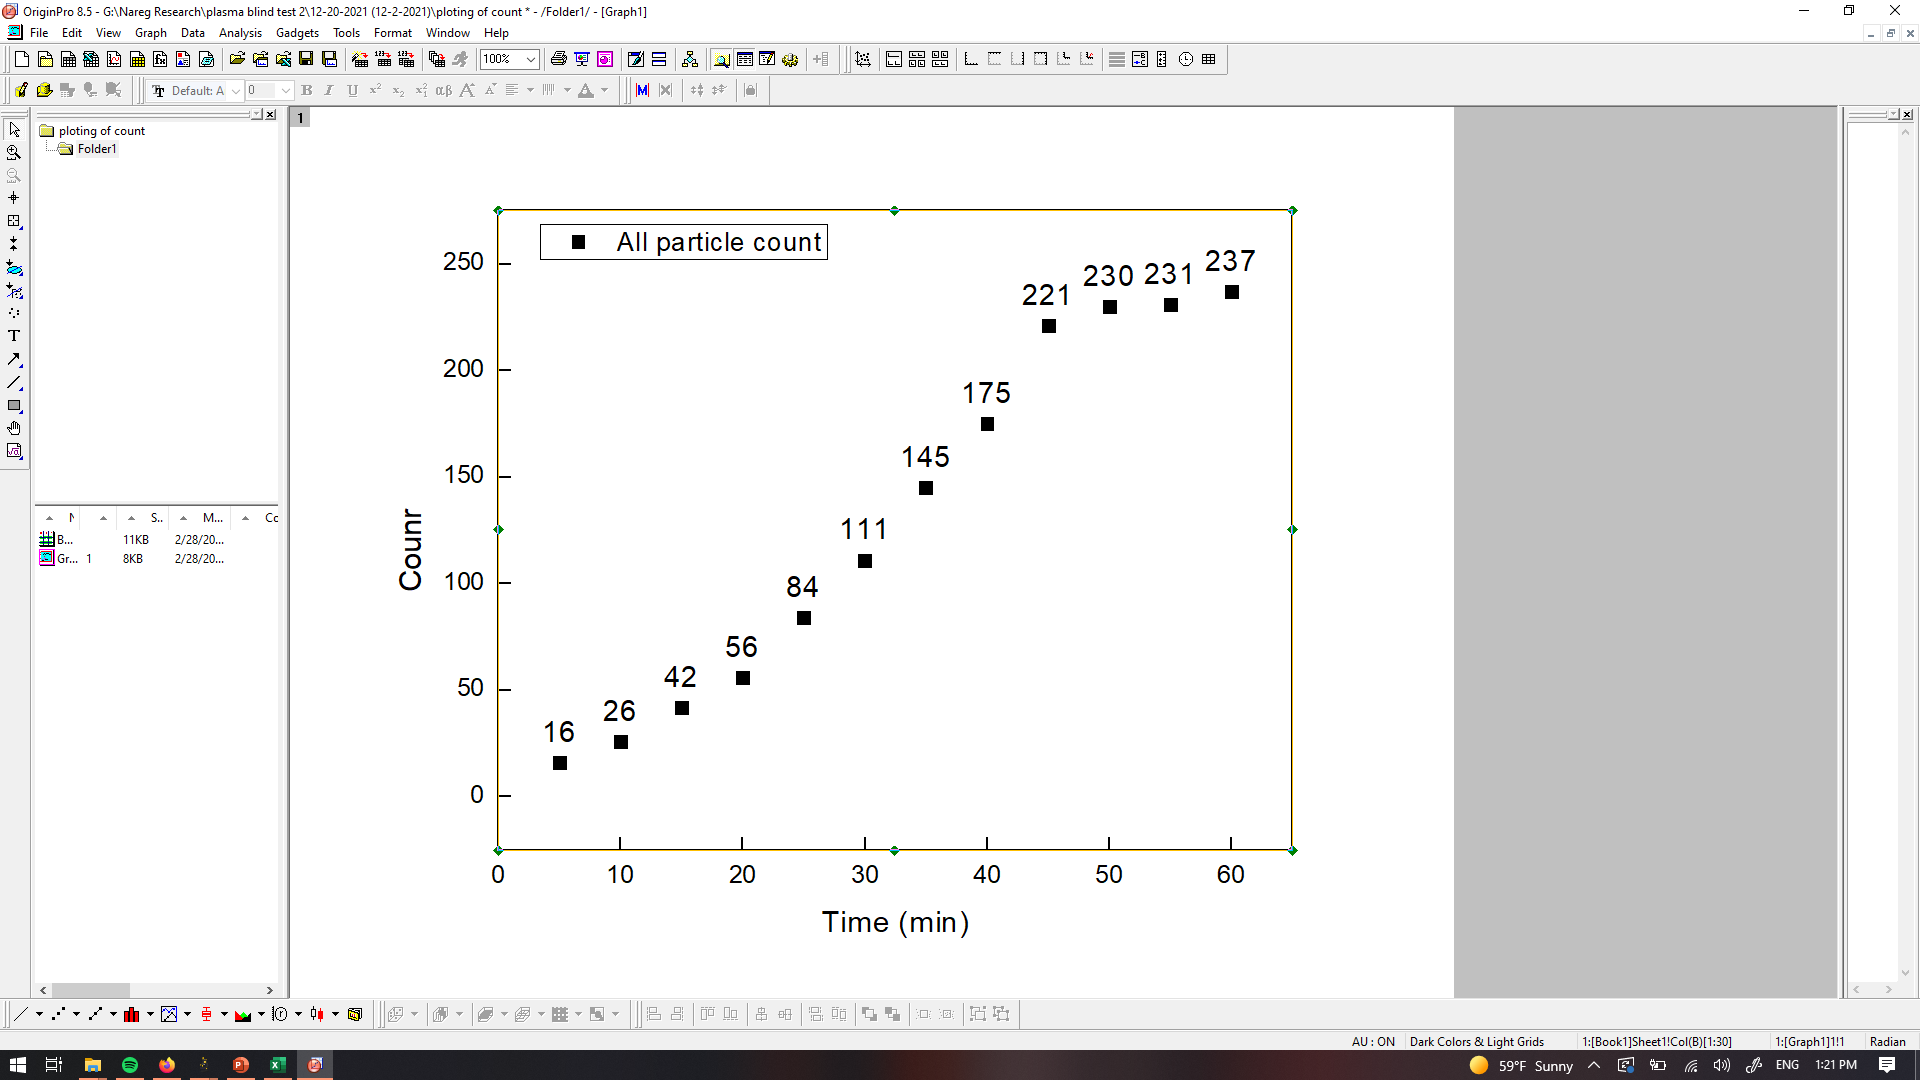 OriginPro 8.5 - G:\Nareg Research\plasma blind test 2\12-20-2021 (12-2-2021)\ploting of count * - /Folder1/ - [Graph1]
File Edit View Graph Data Analysis Gadgets Tools Format Window Help
100%
Default: A 0
ploting of count
Folder1
1
All particle count
250
200
150
100
50
0
16
26
42
56
84
111
145
175
221
230
231
237
Counr
0 10 20 30 40 50 60
Time (min)
S.. M... Co
B... 11KB 2/28/20...
Gr... 1 8KB 2/28/20...
AU : ON Dark Colors & Light Grids 1:[Book1]Sheet1!Col(B)[1:30] 1:[Graph1]1!1 Radian
59°F Sunny ENG 1:21 PM